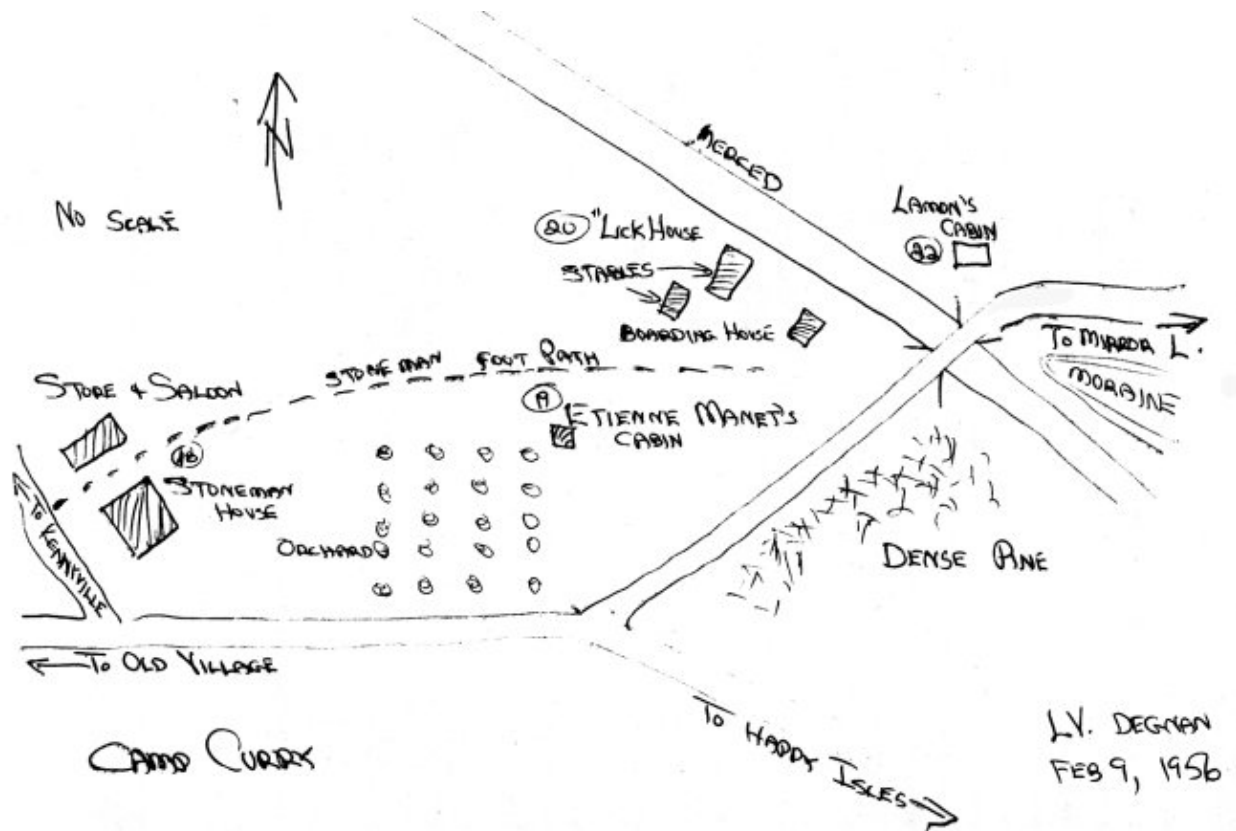 MERCED
N
NO SCALE
LAMON'S
CABIN
22
20 "LICK HOUSE
STABLES
BOARDING HOUSE
TO MIRROR L.
MORAINE
STONEMAN FOOT PATH
STORE & SALOON
19
ETIENNE MANET'S
CABIN
18
STONEMAN
HOUSE
ORCHARD
TO KENNYVILLE
DENSE PINE
TO OLD VILLAGE
TO HAPPY ISLES
CAMP CURRY
L.V. DEGNAN
FEB 9, 1956